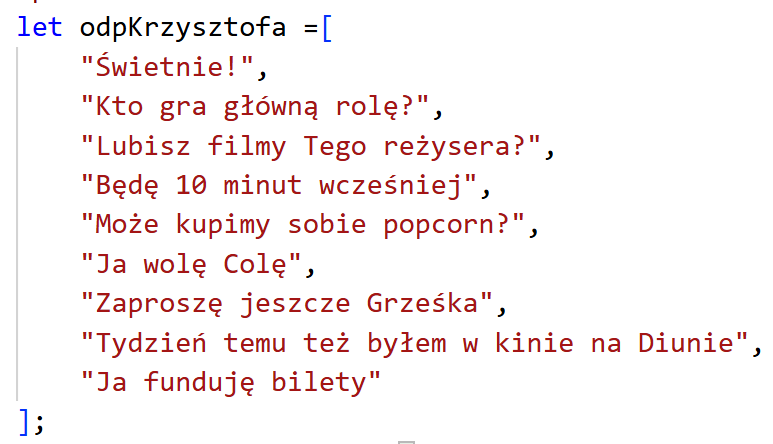 let odpKrzysztofa =[
"Świetnie!",
"Kto gra główną rolę?",
"Lubisz filmy Tego reżysera?",
"Będę 10 minut wcześniej",
"Może kupimy sobie popcorn?",
"Ja wolę Colę",
"Zaproszę jeszcze Grześka",
"Tydzień temu też byłem w kinie na Diunie",
"Ja funduję bilety"
];